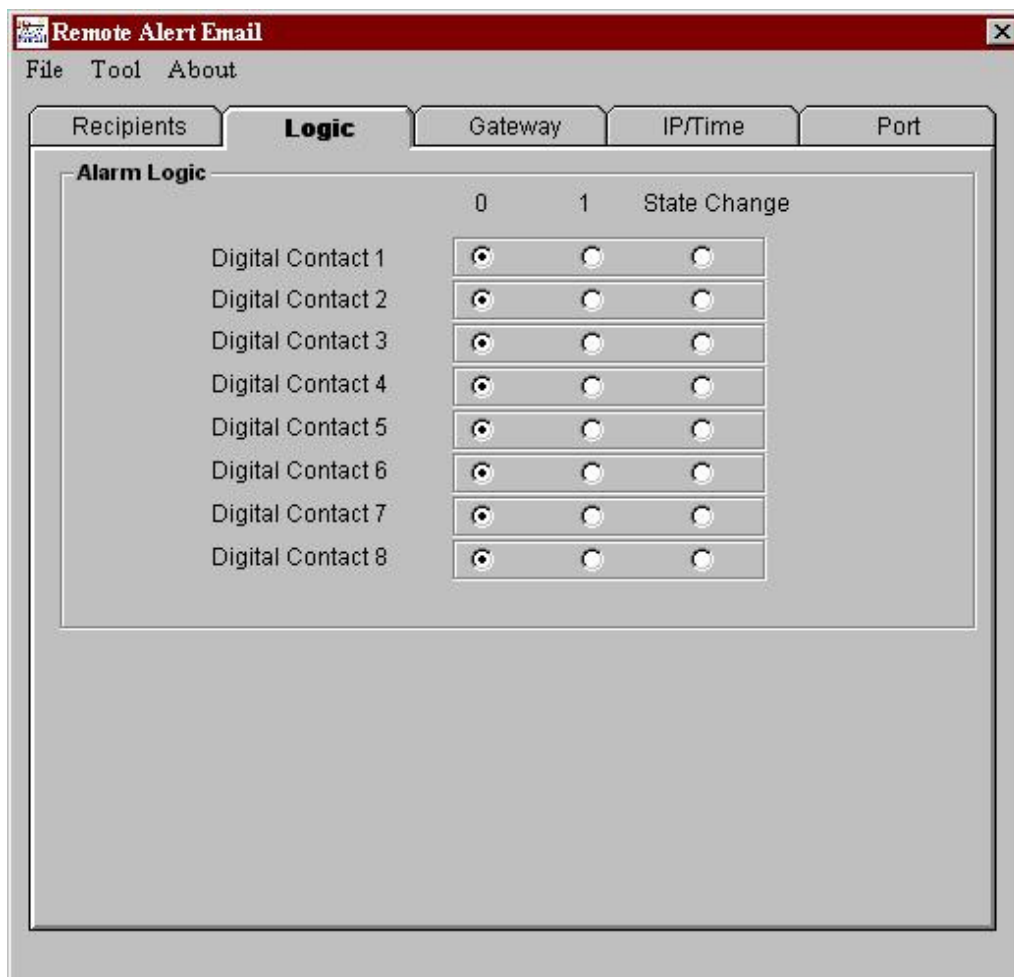 Remote Alert Email
File Tool About
Recipients Logic Gateway IP/Time Port
Alarm Logic
0 1 State Change
Digital Contact 1
Digital Contact 2
Digital Contact 3
Digital Contact 4
Digital Contact 5
Digital Contact 6
Digital Contact 7
Digital Contact 8